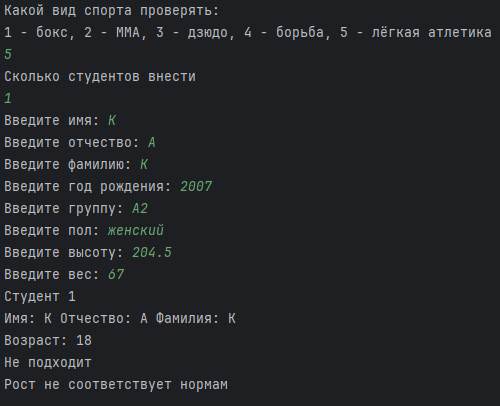 Какой вид спорта проверять:
1 - бокс, 2 - ММА, 3 - дзюдо, 4 - борьба, 5 - лёгкая атлетика
5
Сколько студентов внести
1
Введите имя: К
Введите отчество: А
Введите фамилию: К
Введите год рождения: 2007
Введите группу: А2
Введите пол: женский
Введите высоту: 204.5
Введите вес: 67
Студент 1
Имя: К Отчество: А Фамилия: К
Возраст: 18
Не подходит
Рост не соответствует нормам